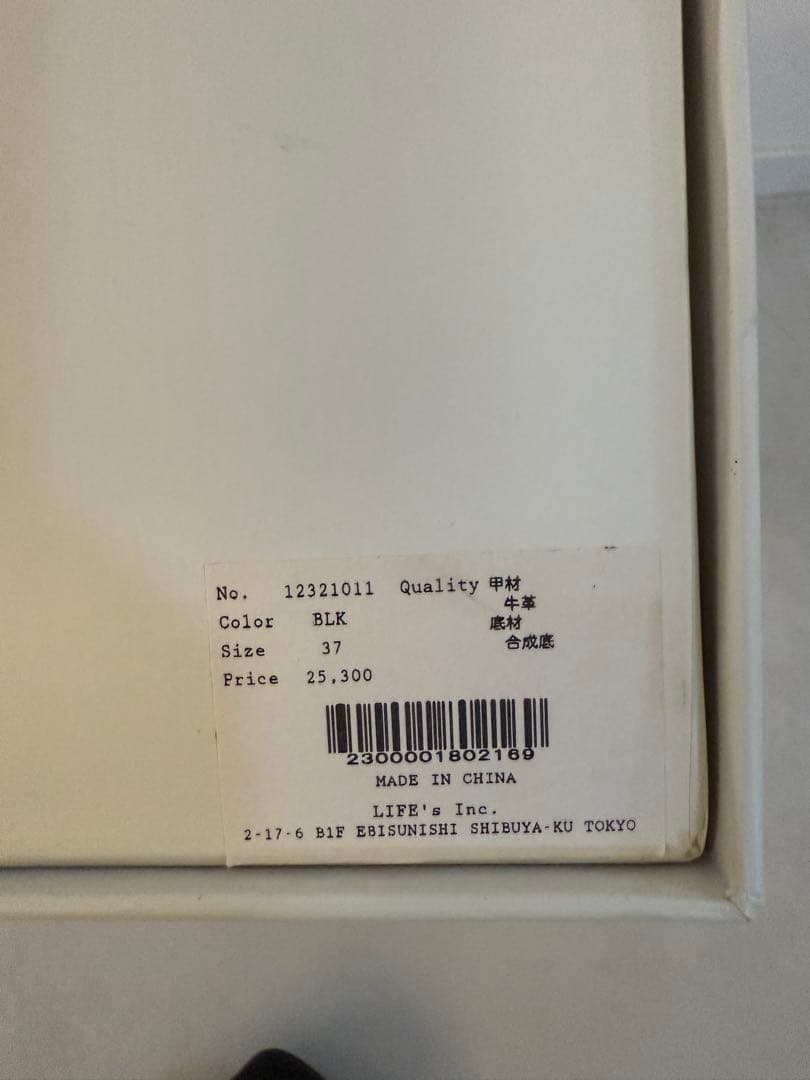 No. 12321011 Quality 甲材
牛革
Color BLK
底材
Size 37
合成底
Price 25,300
2300001802169
MADE IN CHINA
LIFE's Inc.
2-17-6 B1F EBISUNISHI SHIBUYA-KU TOKYO